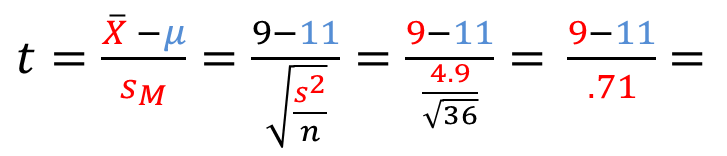 t = (X̄ − μ)/s_M = (9−11)/√(s²/n) = (9−11)/(4.9/√36) = (9−11)/.71 =